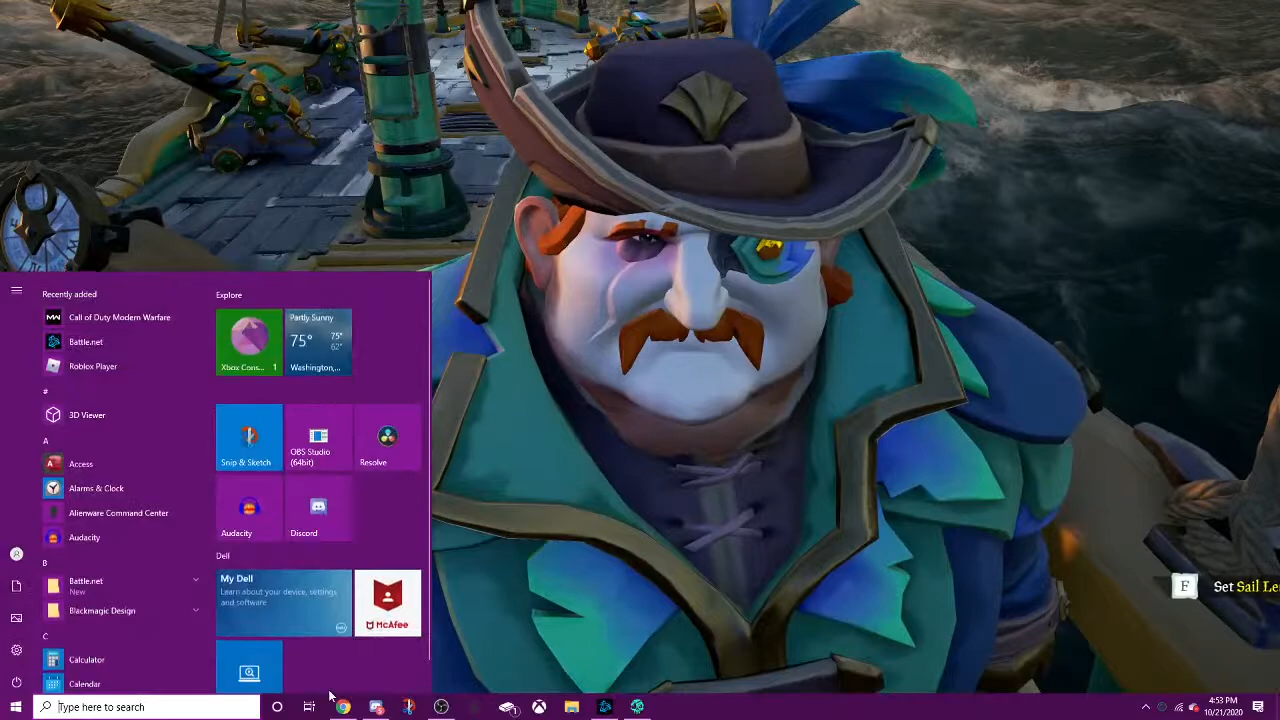 Recently added
Call of Duty Modern Warfare
Battle.net
Roblox Player
#
3D Viewer
A
Access
Alarms & Clock
Alienware Command Center
Audacity
B
Battle.net
New
Blackmagic Design
C
Calculator
Calendar
Explore
Xbox Cons... 1
Partly Sunny
75° 75°
62°
Washington,...
Snip & Sketch
OBS Studio
(64bit)
Resolve
Audacity
Discord
Dell
My Dell
Learn about your device, settings
and software
McAfee
F Set Sail Le
Type here to search
4:53 PM
10/21/2020